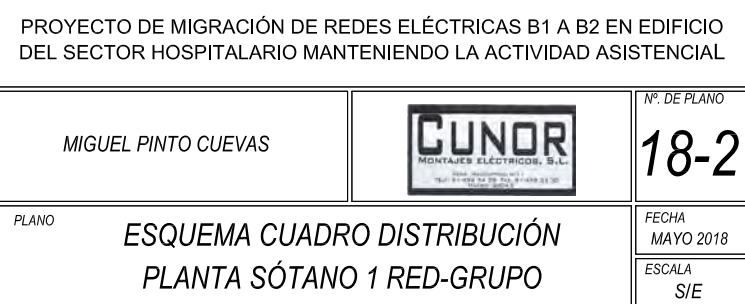 PROYECTO DE MIGRACIÓN DE REDES ELÉCTRICAS B1 A B2 EN EDIFICIO
DEL SECTOR HOSPITALARIO MANTENIENDO LA ACTIVIDAD ASISTENCIAL
MIGUEL PINTO CUEVAS
CUNOR
MONTAJES ELÉCTRICOS, S.L.
Nº. DE PLANO
18-2
PLANO
ESQUEMA CUADRO DISTRIBUCIÓN
PLANTA SÓTANO 1 RED-GRUPO
FECHA
MAYO 2018
ESCALA
S/E